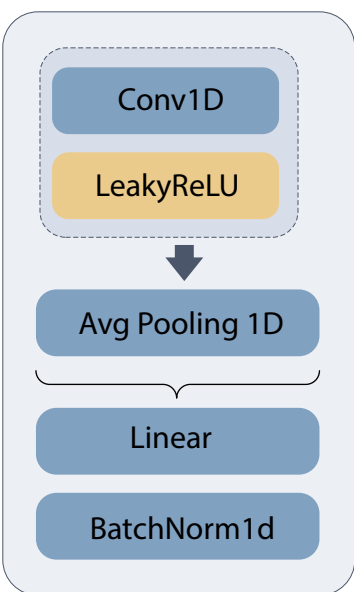 Conv1D
LeakyReLU
Avg Pooling 1D
Linear
BatchNorm1d